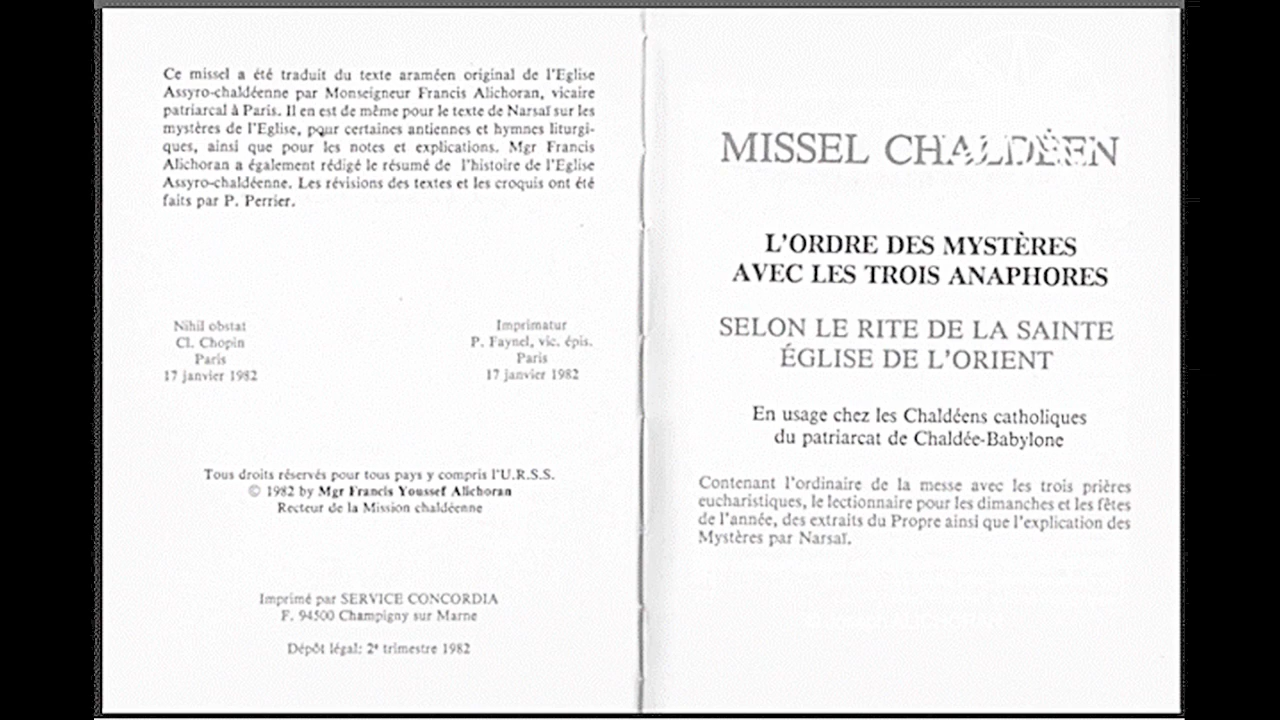 Ce missel a été traduit du texte araméen original de l'Eglise
Assyro-chaldéenne par Monseigneur Francis Alichoran, vicaire
patriarcal à Paris. Il en est de même pour le texte de Narsaï sur les
mystères de l'Eglise, pour certaines antiennes et hymnes liturgi-
ques, ainsi que pour les notes et explications. Mgr Francis
Alichoran a également rédigé le résumé de l'histoire de l'Eglise
Assyro-chaldéenne. Les révisions des textes et les croquis ont été
faits par P. Perrier.
Nihil obstat
Cl. Chopin
Paris
17 janvier 1982
Imprimatur
P. Faynel, vic. épis.
Paris
17 janvier 1982
Tous droits réservés pour tous pays y compris l'U.R.S.S.
© 1982 by Mgr Francis Youssef Alichoran
Recteur de la Mission chaldéenne
Imprimé par SERVICE CONCORDIA
F. 94500 Champigny sur Marne
Dépôt légal: 2e trimestre 1982
MISSEL CHALDÉEN
L'ORDRE DES MYSTÈRES
AVEC LES TROIS ANAPHORES
SELON LE RITE DE LA SAINTE
ÉGLISE DE L'ORIENT
En usage chez les Chaldéens catholiques
du patriarcat de Chaldée-Babylone
Contenant l'ordinaire de la messe avec les trois prières
eucharistiques, le lectionnaire pour les dimanches et les fêtes
de l'année, des extraits du Propre ainsi que l'explication des
Mystères par Narsaï.